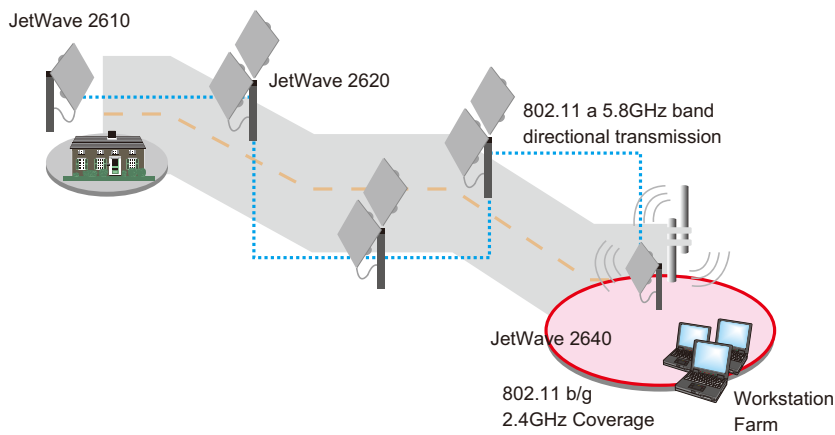 JetWave 2610
JetWave 2620
802.11 a 5.8GHz band
directional transmission
JetWave 2640
802.11 b/g
2.4GHz Coverage
Workstation
Farm